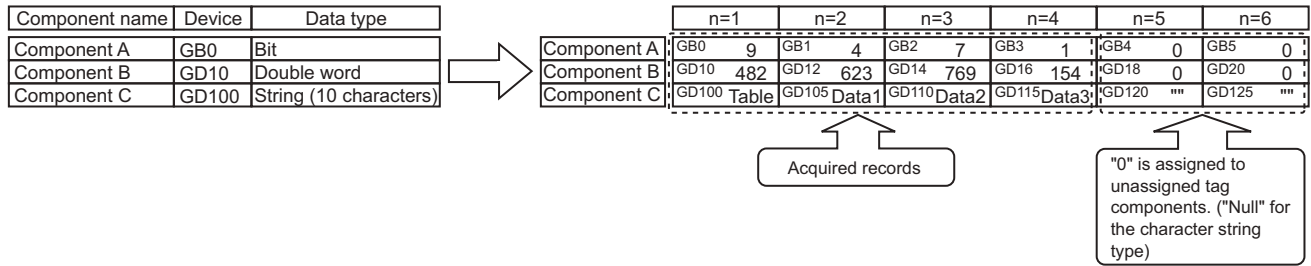 Component name Device Data type
Component A GB0 Bit
Component B GD10 Double word
Component C GD100 String (10 characters)
n=1 n=2 n=3 n=4 n=5 n=6
Component A GB0 9 GB1 4 GB2 7 GB3 1 GB4 0 GB5 0
Component B GD10 482 GD12 623 GD14 769 GD16 154 GD18 0 GD20 0
Component C GD100 Table GD105 Data1 GD110 Data2 GD115 Data3 GD120 "" GD125 ""
Acquired records
"0" is assigned to
unassigned tag
components. ("Null" for
the character string
type)